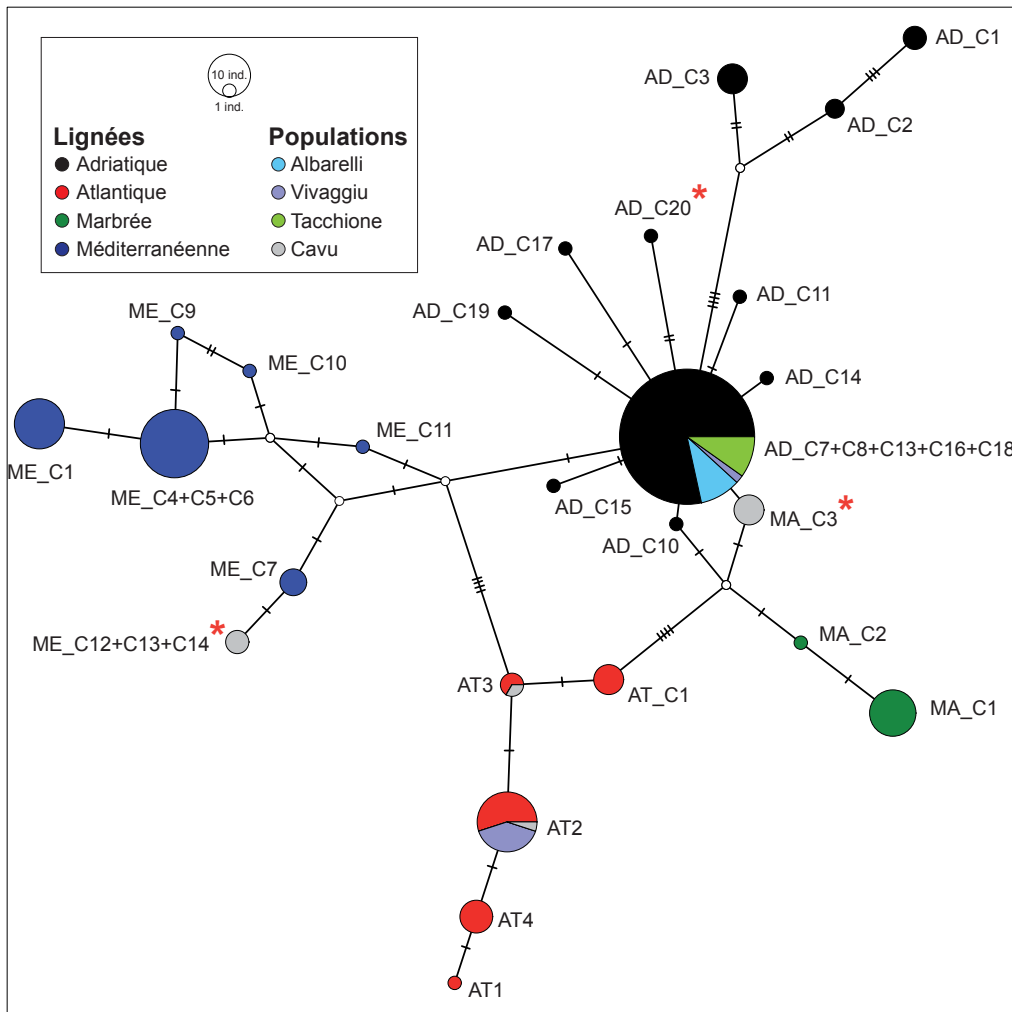 10 ind.
1 ind.
Lignées
Adriatique
Atlantique
Marbrée
Méditerranéenne
Populations
Albarelli
Vivaggiu
Tacchione
Cavu
AD_C1
AD_C3
AD_C2
AD_C20*
AD_C17
AD_C11
AD_C19
ME_C9
ME_C10
AD_C14
ME_C11
AD_C7+C8+C13+C16+C18
ME_C1
ME_C4+C5+C6
AD_C15
MA_C3*
AD_C10
ME_C7
ME_C12+C13+C14*
MA_C2
AT3
AT_C1
MA_C1
AT2
AT4
AT1